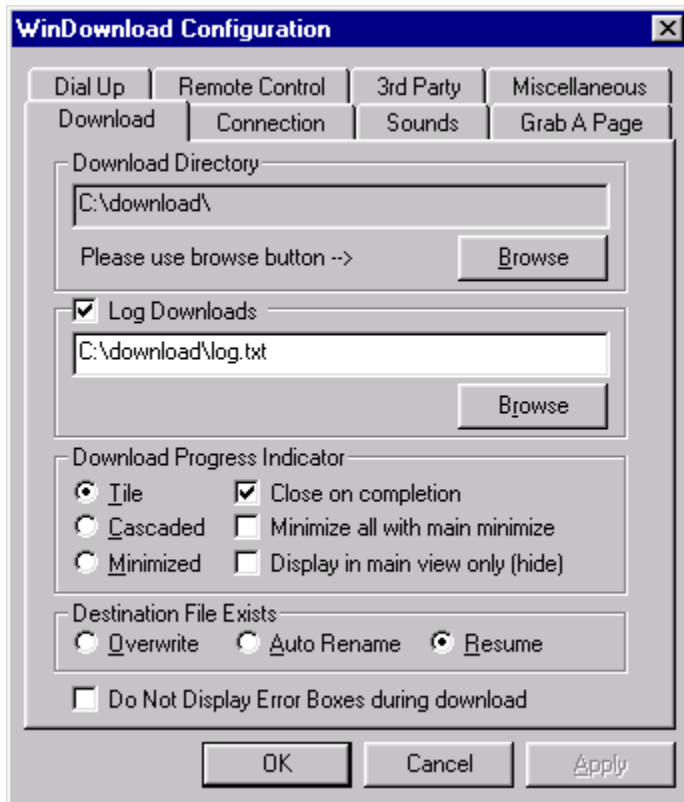 WinDownload Configuration
Dial Up Remote Control 3rd Party Miscellaneous
Download Connection Sounds Grab A Page
Download Directory
C:\download\
Please use browse button --> Browse
Log Downloads
C:\download\log.txt
Browse
Download Progress Indicator
Tile Close on completion
Cascaded Minimize all with main minimize
Minimized Display in main view only (hide)
Destination File Exists
Overwrite Auto Rename Resume
Do Not Display Error Boxes during download
OK Cancel Apply